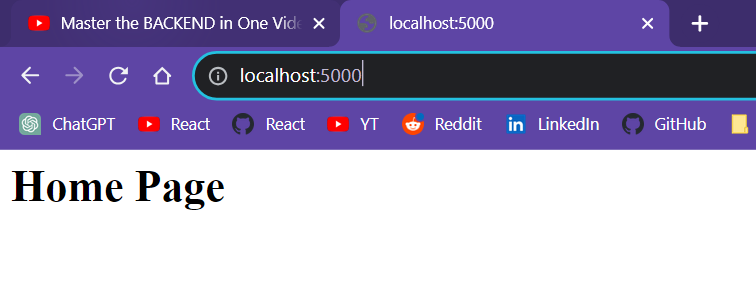 Master the BACKEND in One Vide
localhost:5000
localhost:5000
ChatGPT React React YT Reddit LinkedIn GitHub
Home Page